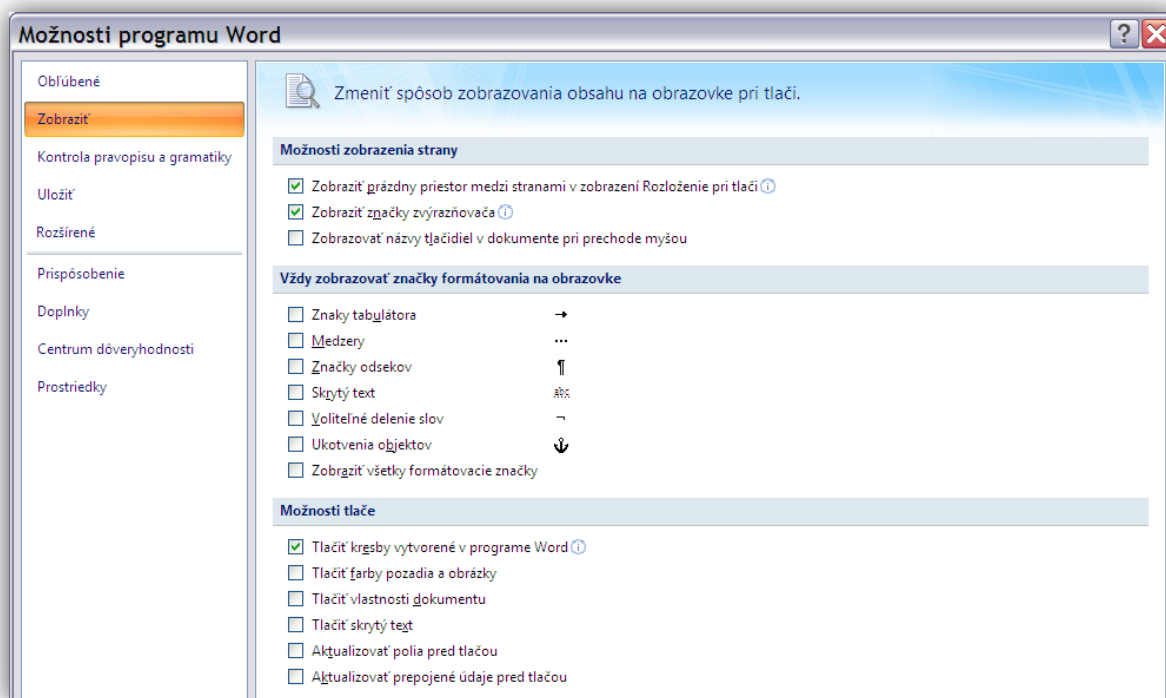 Možnosti programu Word
Obľúbené
Zobraziť
Kontrola pravopisu a gramatiky
Uložiť
Rozšírené
Prispôsobenie
Doplnky
Centrum dôveryhodnosti
Prostriedky
Zmeniť spôsob zobrazovania obsahu na obrazovke pri tlači.
Možnosti zobrazenia strany
Zobraziť prázdny priestor medzi stranami v zobrazení Rozloženie pri tlači
Zobraziť značky zvýrazňovača
Zobrazovať názvy tlačidiel v dokumente pri prechode myšou
Vždy zobrazovať značky formátovania na obrazovke
Znaky tabulátora →
Medzery ···
Značky odsekov ¶
Skrytý text abc
Voliteľné delenie slov ¬
Ukotvenia objektov
Zobraziť všetky formátovacie značky
Možnosti tlače
Tlačiť kresby vytvorené v programe Word
Tlačiť farby pozadia a obrázky
Tlačiť vlastnosti dokumentu
Tlačiť skrytý text
Aktualizovať polia pred tlačou
Aktualizovať prepojené údaje pred tlačou